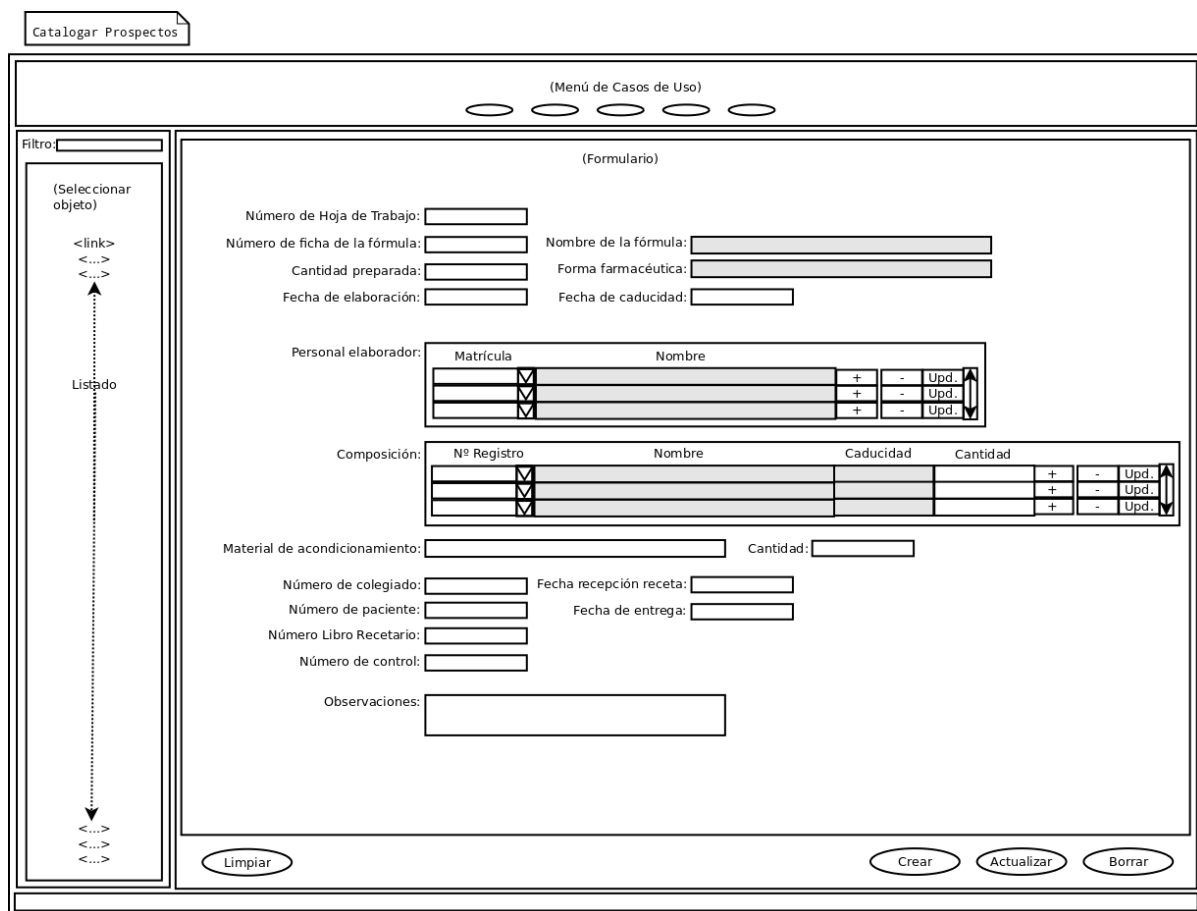 Catalogar Prospectos
(Menú de Casos de Uso)
Filtro:
(Seleccionar
objeto)
<link>
<...>
<...>
Listado
<...>
<...>
<...>
(Formulario)
Número de Hoja de Trabajo:
Número de ficha de la fórmula: Nombre de la fórmula:
Cantidad preparada: Forma farmacéutica:
Fecha de elaboración: Fecha de caducidad:
Personal elaborador: Matrícula Nombre
+ - Upd.
+ - Upd.
+ - Upd.
Composición: Nº Registro Nombre Caducidad Cantidad
+ - Upd.
+ - Upd.
+ - Upd.
Material de acondicionamiento: Cantidad:
Número de colegiado: Fecha recepción receta:
Número de paciente: Fecha de entrega:
Número Libro Recetario:
Número de control:
Observaciones:
Limpiar Crear Actualizar Borrar